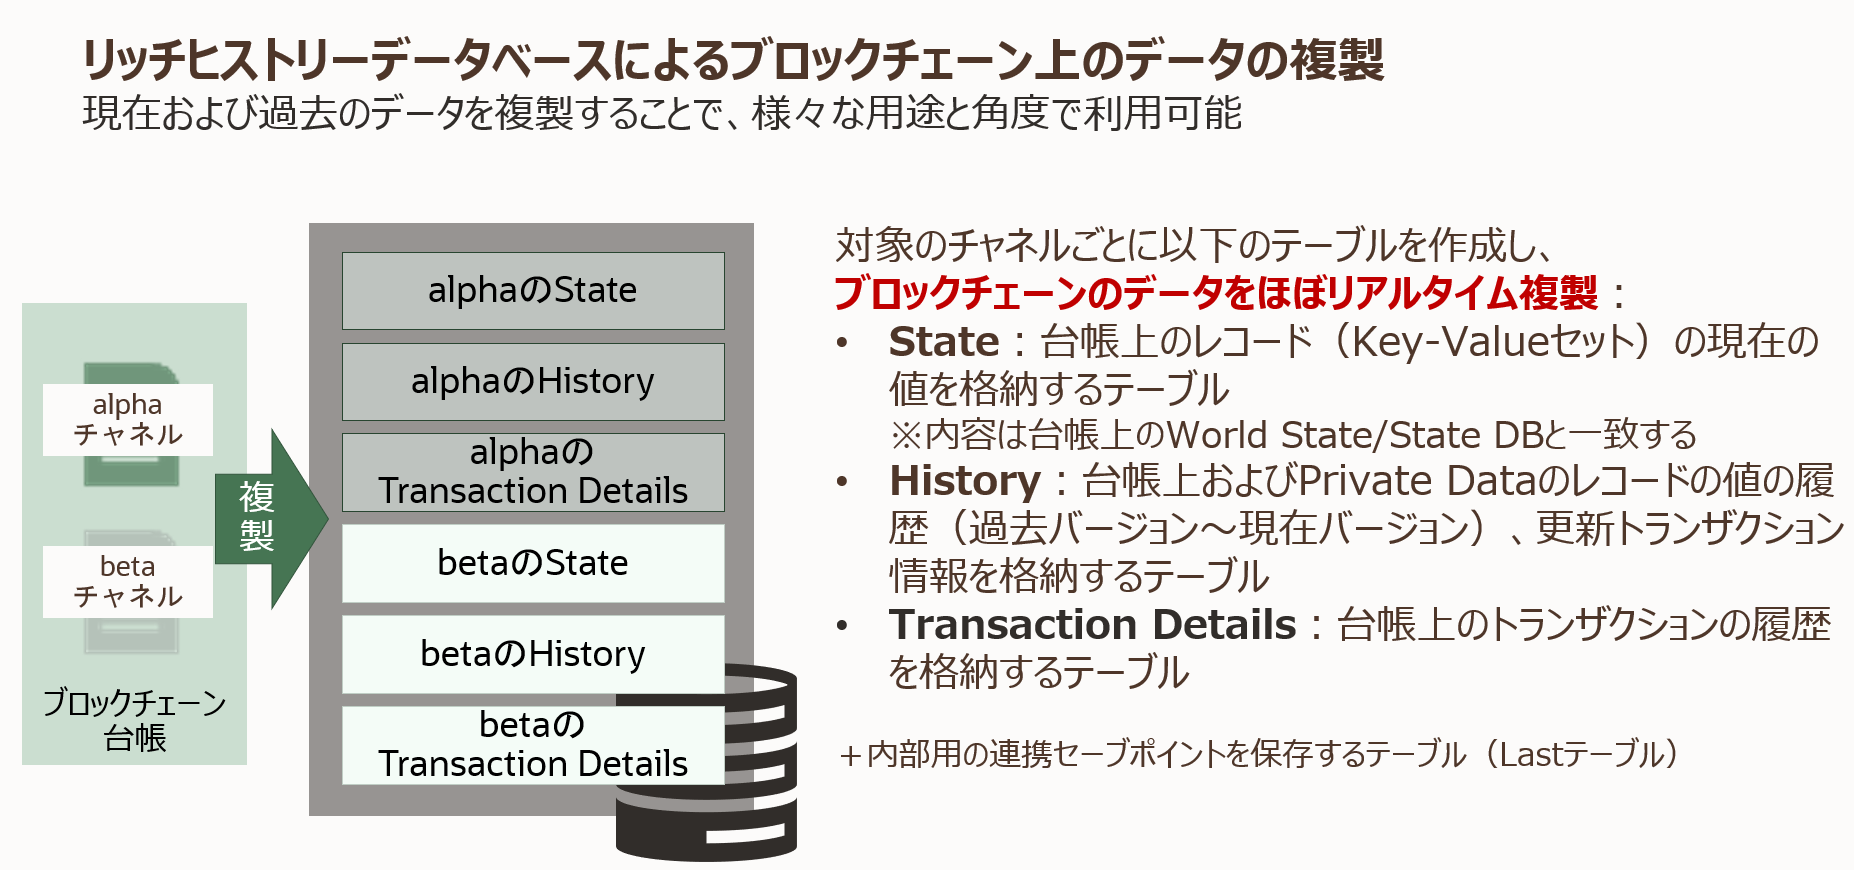 リッチヒストリーデータベースによるブロックチェーン上のデータの複製
現在および過去のデータを複製することで、様々な用途と角度で利用可能
alpha
チャネル
beta
チャネル
ブロックチェーン
台帳
複
製
alphaのState
alphaのHistory
alphaの
Transaction Details
betaのState
betaのHistory
betaの
Transaction Details
対象のチャネルごとに以下のテーブルを作成し、
ブロックチェーンのデータをほぼリアルタイム複製：
• State：台帳上のレコード（Key-Valueセット）の現在の
値を格納するテーブル
※内容は台帳上のWorld State/State DBと一致する
• History：台帳上およびPrivate Dataのレコードの値の履
歴（過去バージョン～現在バージョン）、更新トランザクション
情報を格納するテーブル
• Transaction Details：台帳上のトランザクションの履歴
を格納するテーブル
＋内部用の連携セーブポイントを保存するテーブル（Lastテーブル）